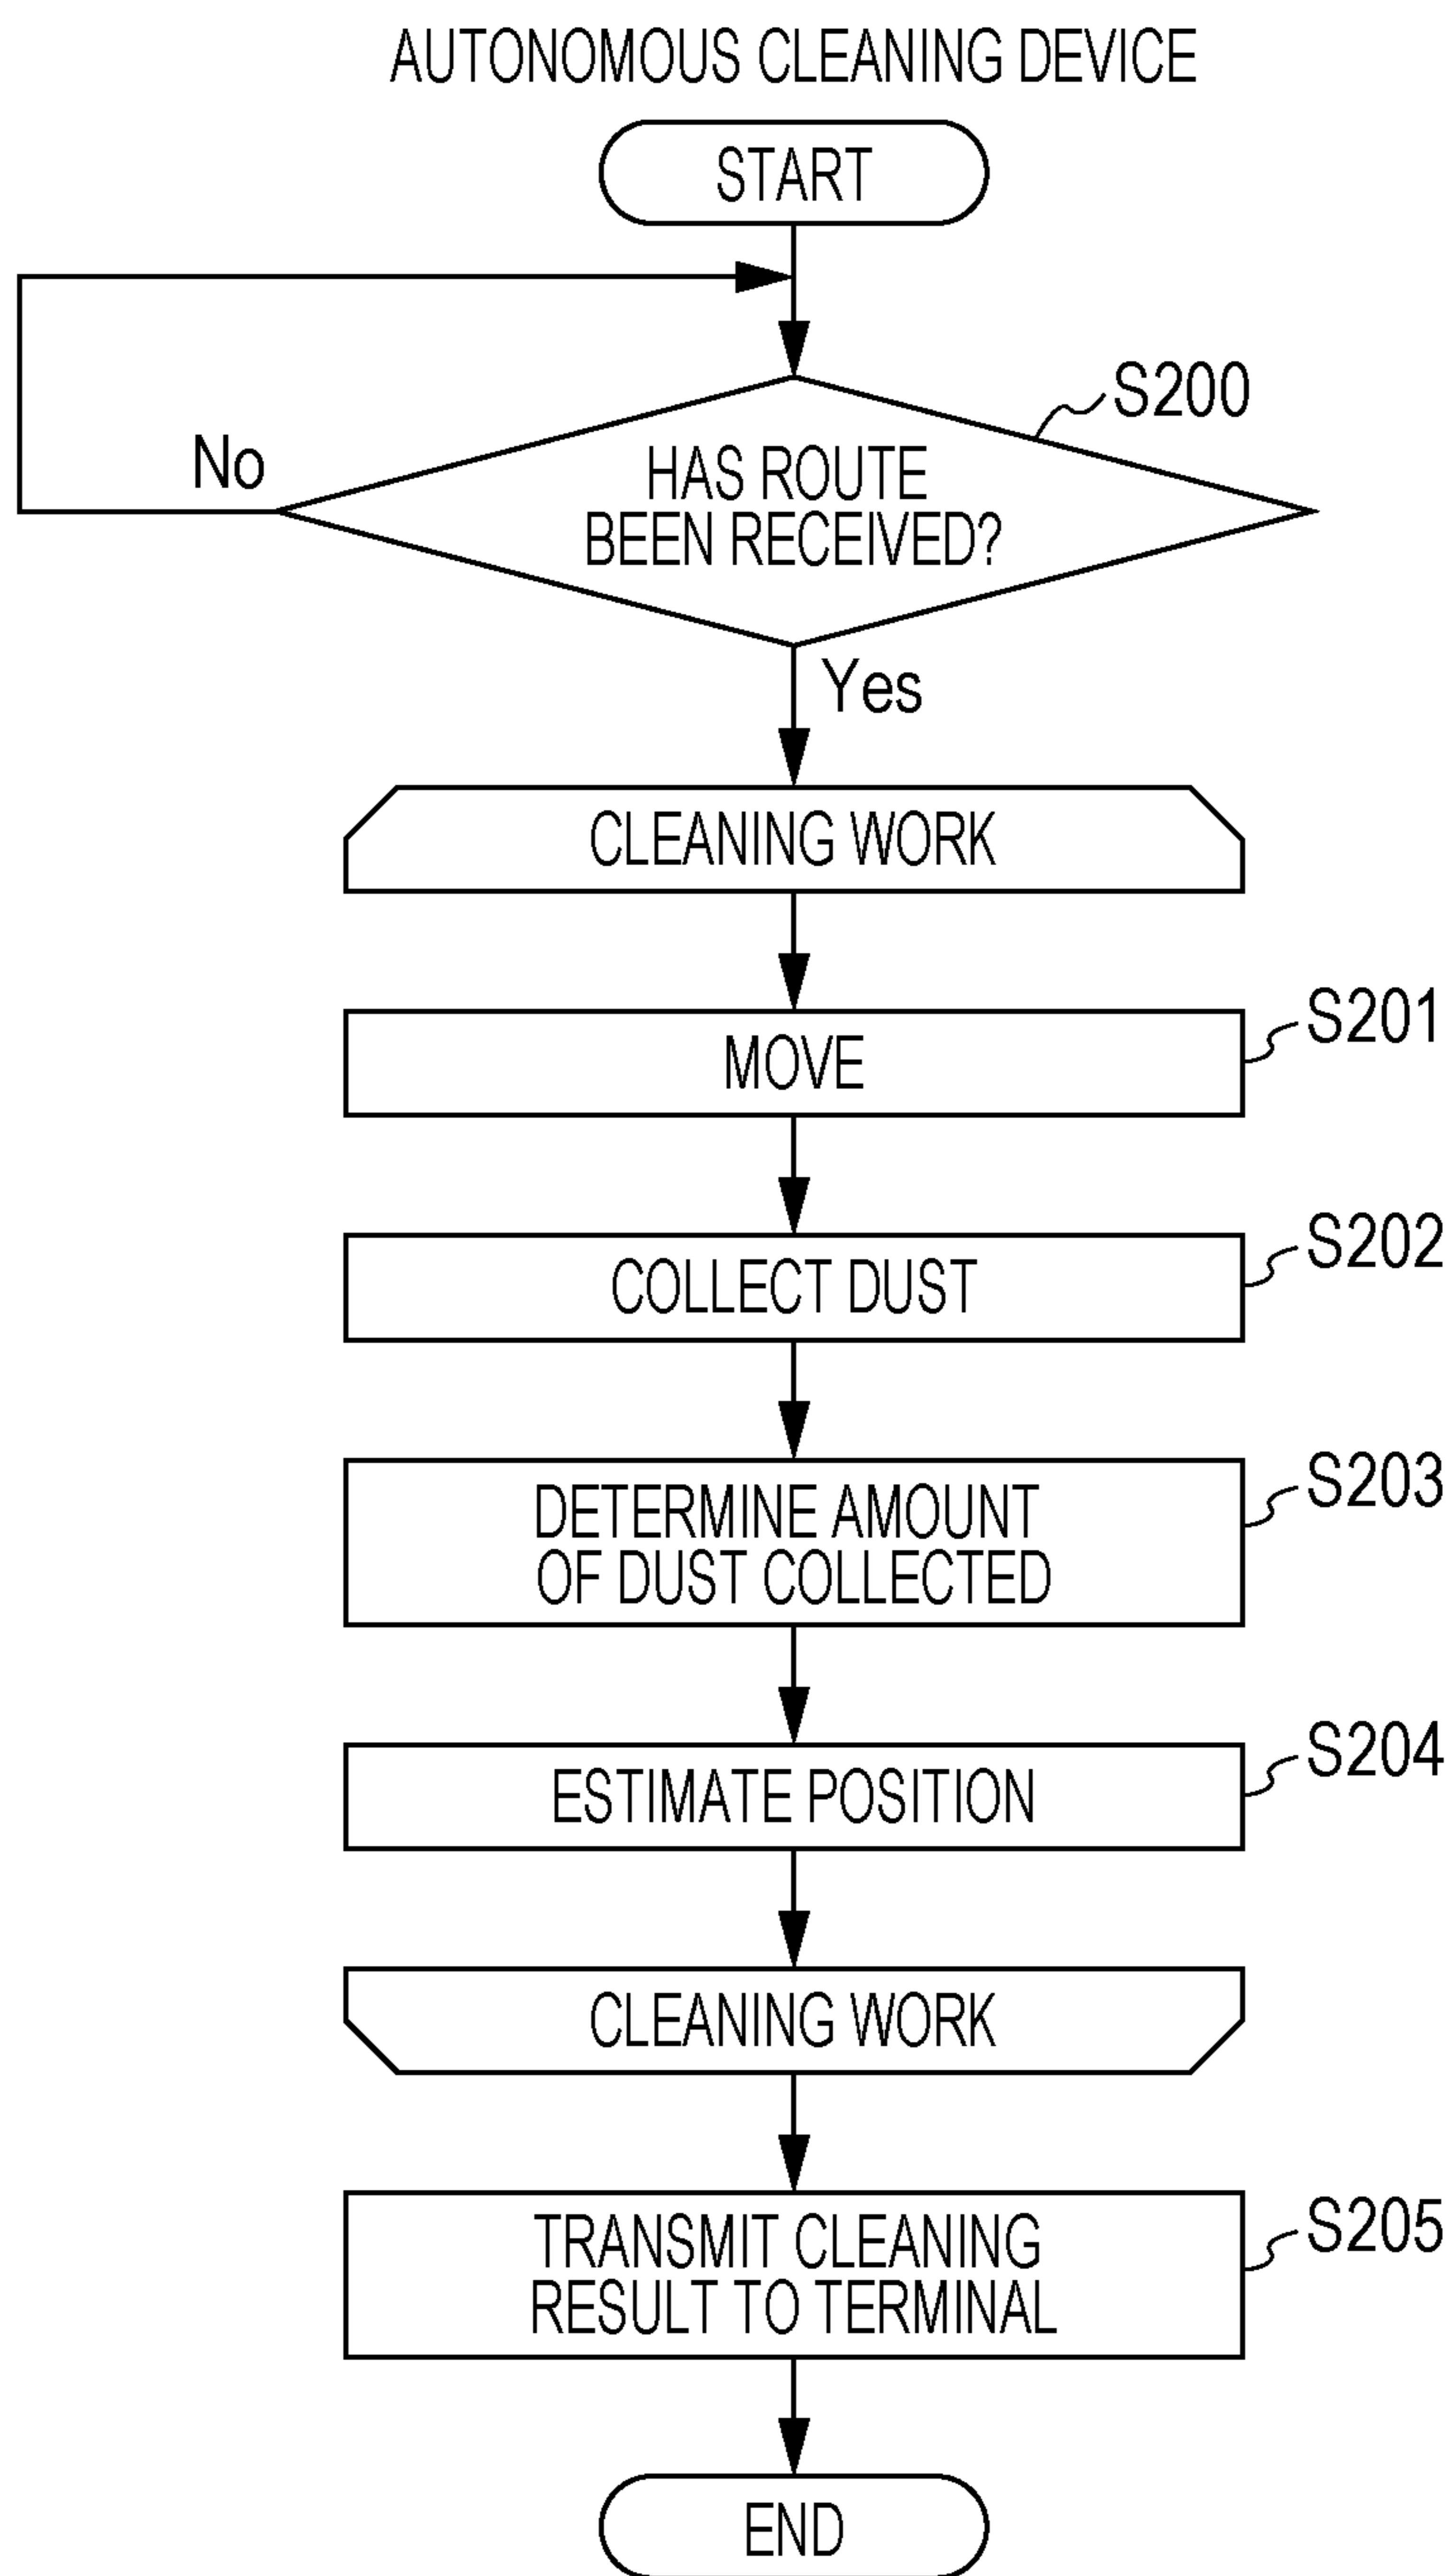 AUTONOMOUS CLEANING DEVICE
START
S200
No
HAS ROUTE
BEEN RECEIVED?
Yes
CLEANING WORK
MOVE
S201
COLLECT DUST
S202
DETERMINE AMOUNT
OF DUST COLLECTED
S203
ESTIMATE POSITION
S204
CLEANING WORK
TRANSMIT CLEANING
RESULT TO TERMINAL
S205
END